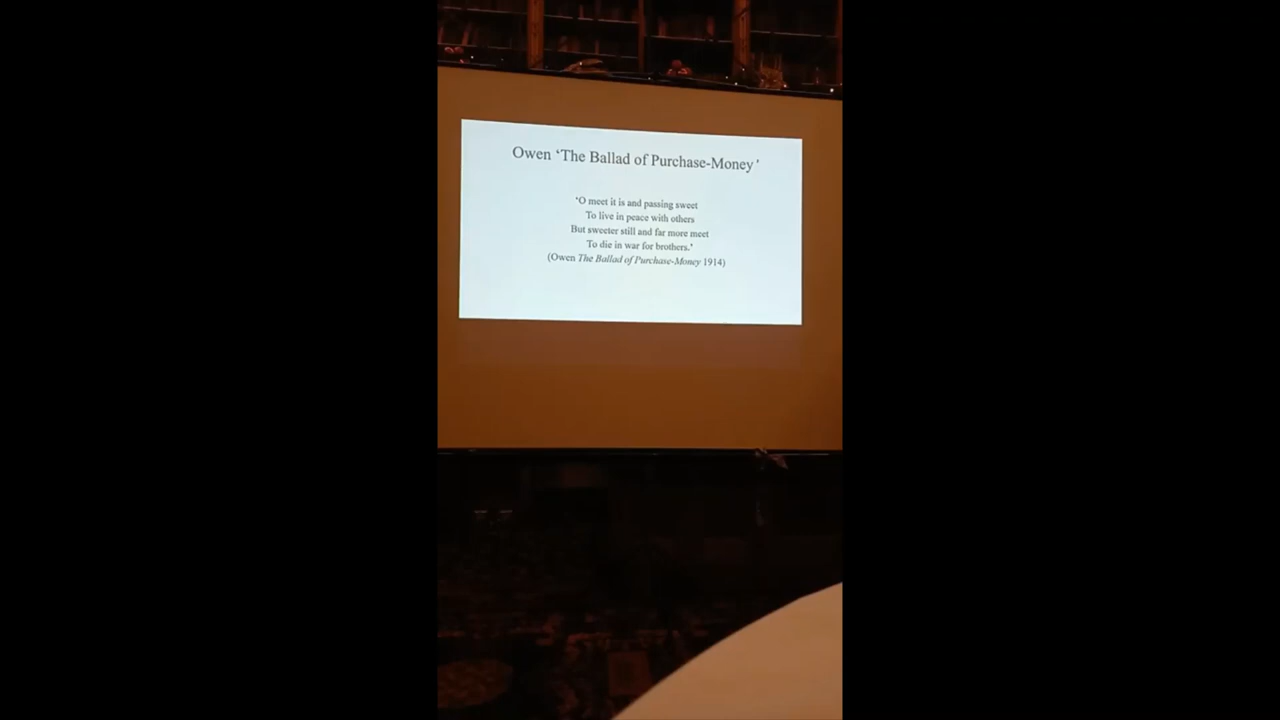 Owen ‘The Ballad of Purchase-Money’
‘O meet it is and passing sweet
To live in peace with others
But sweeter still and far more meet
To die in war for brothers.’
(Owen The Ballad of Purchase-Money 1914)